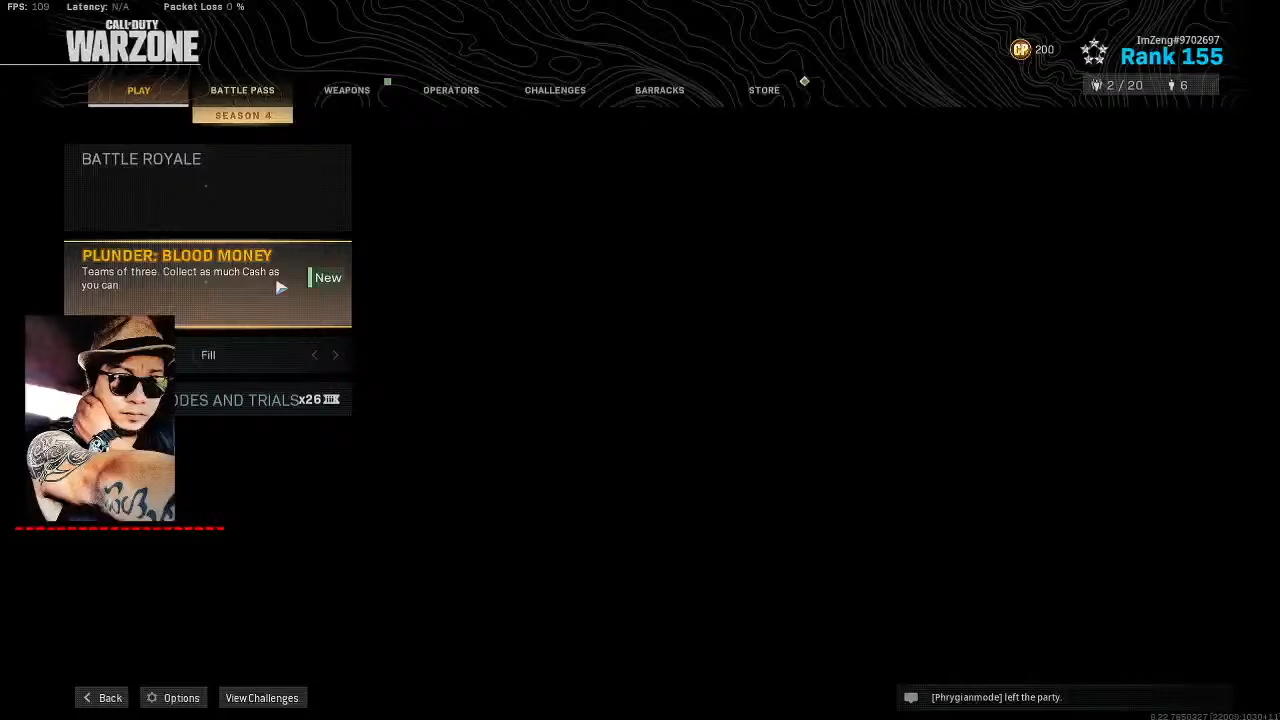 FPS: 109 Latency: N/A Packet Loss 0 %
CALL OF DUTY
WARZONE
CP 200
ImZeng#9702697
Rank 155
2 / 20 6
PLAY BATTLE PASS WEAPONS OPERATORS CHALLENGES BARRACKS STORE
SEASON 4
BATTLE ROYALE
PLUNDER: BLOOD MONEY
Teams of three. Collect as much Cash as
you can
New
Fill
ODES AND TRIALS x26
Back Options View Challenges
[Phrygianmode] left the party.